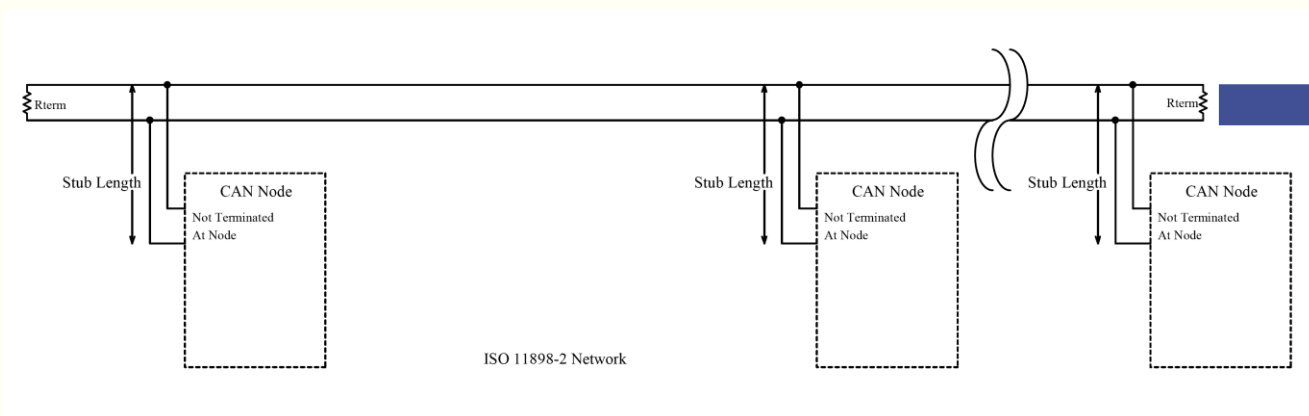 Rterm
Rterm
Stub Length
CAN Node
Not Terminated
At Node
Stub Length
CAN Node
Not Terminated
At Node
Stub Length
CAN Node
Not Terminated
At Node
ISO 11898-2 Network